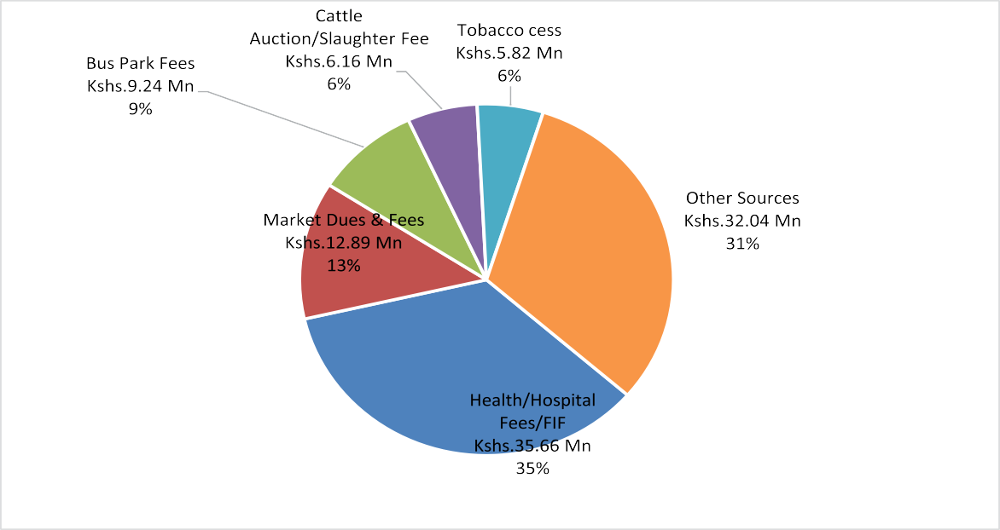 Cattle
Auction/Slaughter Fee
Kshs.6.16 Mn
6%
Tobacco cess
Kshs.5.82 Mn
6%
Bus Park Fees
Kshs.9.24 Mn
9%
Other Sources
Kshs.32.04 Mn
31%
Market Dues & Fees
Kshs.12.89 Mn
13%
Health/Hospital
Fees/FIF
Kshs.35.66 Mn
35%